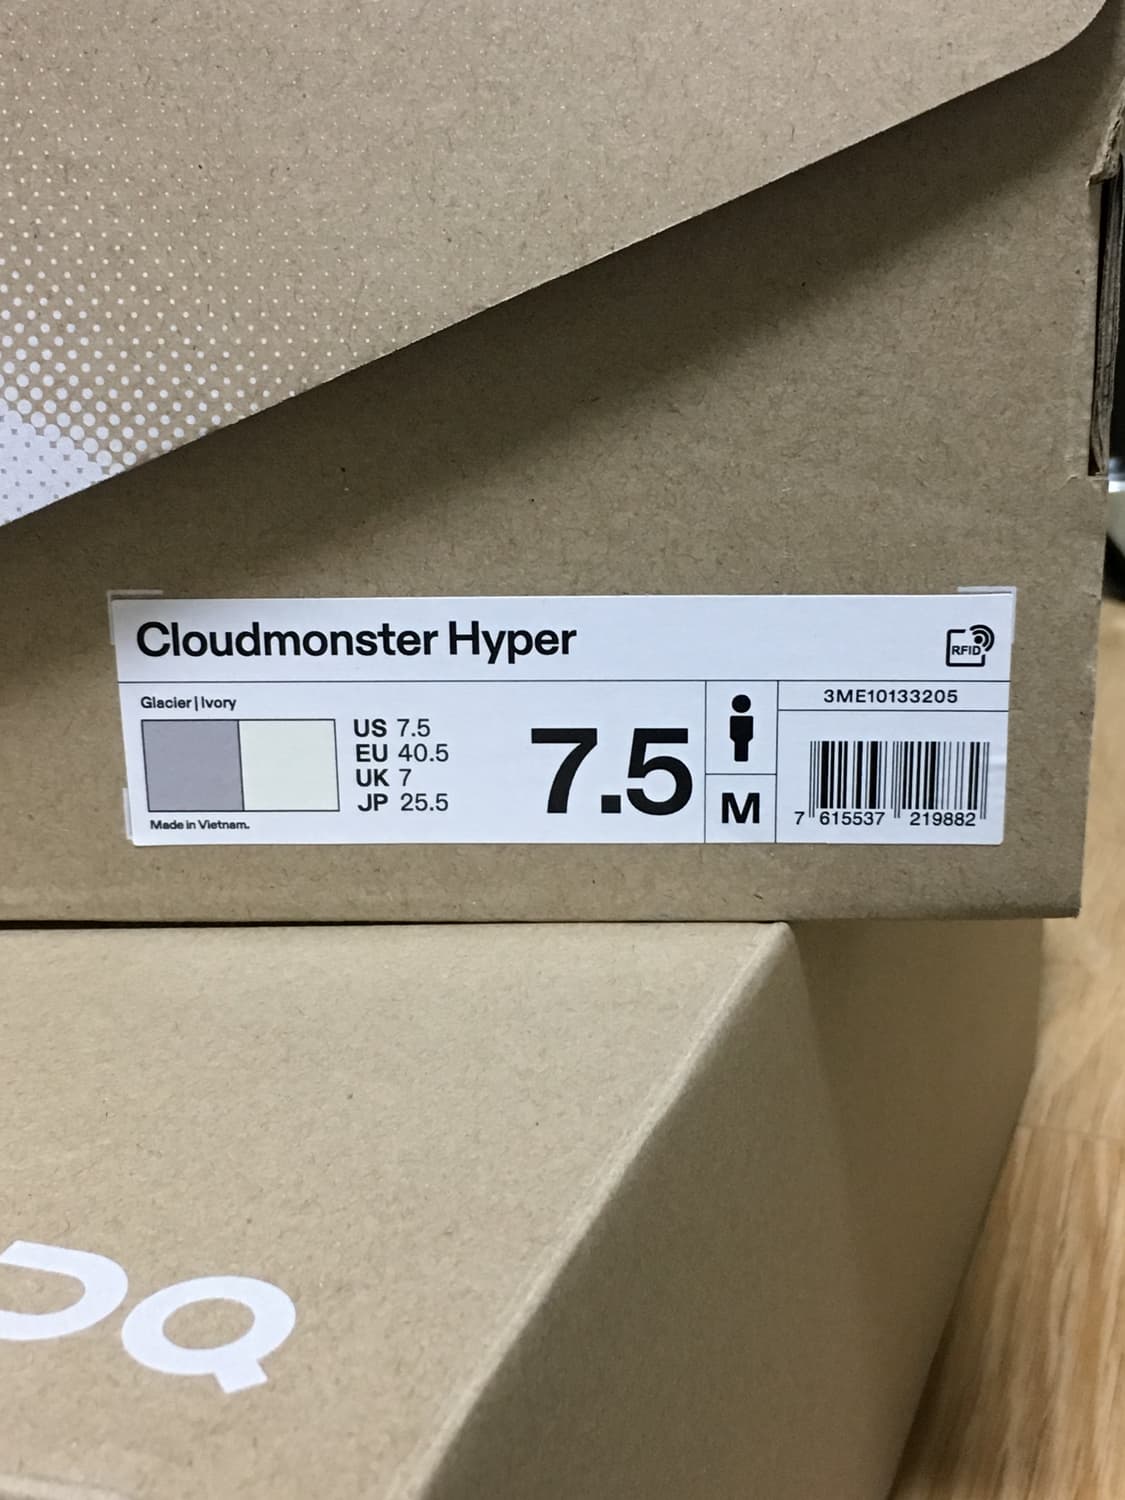 Cloudmonster Hyper
RFID
Glacier | Ivory
US 7.5
EU 40.5
UK 7
JP 25.5
7.5
M
3ME10133205
7 615537 219882
Made in Vietnam.